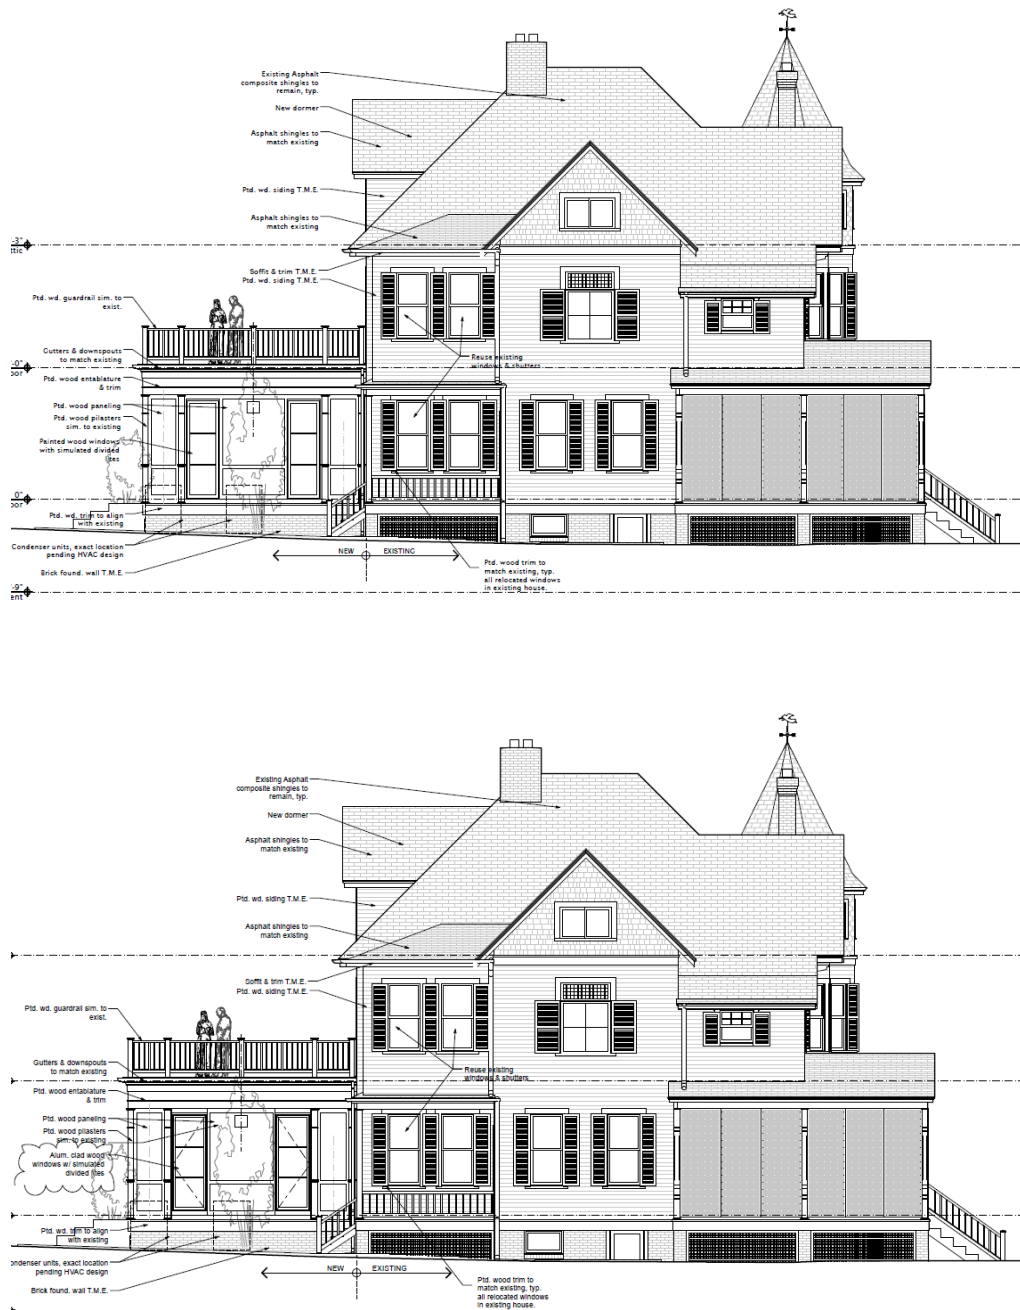 Existing Asphalt
composite shingles to
remain, typ.
New dormer
Asphalt shingles to
match existing
Ptd. wd. siding T.M.E.
Asphalt shingles to
match existing
Soffit & trim T.M.E.
Ptd. wd. siding T.M.E.
Ptd. wd. guardrail sim. to
exist.
Gutters & downspouts
to match existing
Reuse existing
windows & shutters
Ptd. wood entablature
& trim
Ptd. wood paneling
Ptd. wood pilasters
sim. to existing
Painted wood windows
with simulated divided
lites
Ptd. wd. trim to align
with existing
Condenser units, exact location
pending HVAC design
Brick found. wall T.M.E.
NEW EXISTING
Ptd. wood trim to
match existing, typ.
all relocated windows
in existing house.
Existing Asphalt
composite shingles to
remain, typ.
New dormer
Asphalt shingles to
match existing
Ptd. wd. siding T.M.E.
Asphalt shingles to
match existing
Soffit & trim T.M.E.
Ptd. wd. siding T.M.E.
Ptd. wd. guardrail sim. to
exist.
Gutters & downspouts
to match existing
Reuse existing
windows & shutters
Ptd. wood entablature
& trim
Ptd. wood paneling
Ptd. wood pilasters
sim. to existing
Alum. clad wood
windows w/ simulated
divided lites
Ptd. wd. trim to align
with existing
ondenser units, exact location
pending HVAC design
Brick found. wall T.M.E.
NEW EXISTING
Ptd. wood trim to
match existing, typ.
all relocated windows
in existing house.